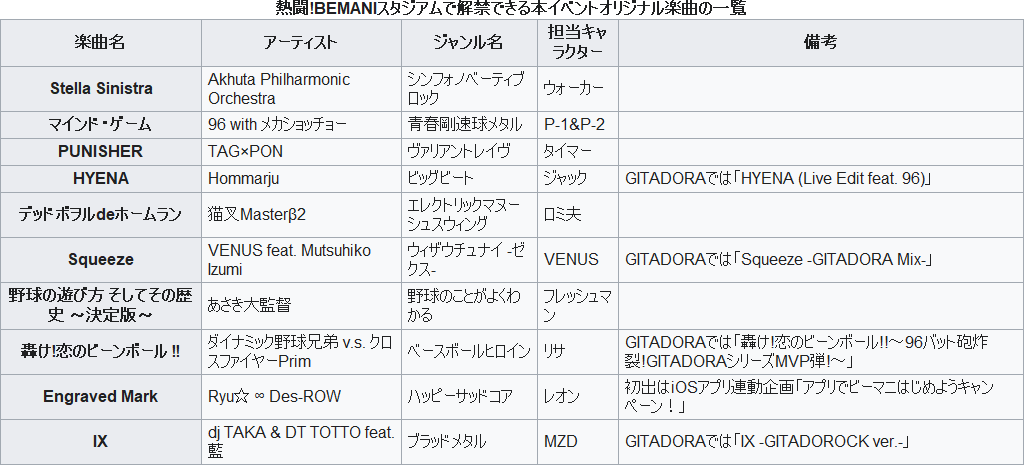 熱闘!BEMANIスタジアムで解禁できる本イベントオリジナル楽曲の一覧
楽曲名 アーティスト ジャンル名 担当キャラクター 備考
Stella Sinistra Akhuta Philharmonic Orchestra シンフォノベーティブロック ウォーカー
マインド・ゲーム 96 with メカショッチョー 青春剛速球メタル P-1&P-2
PUNISHER TAG×PON ヴァリアントレイヴ タイマー
HYENA Hommarju ビッグビート ジャック GITADORAでは「HYENA (Live Edit feat. 96)」
デッドボヲルdeホームラン 猫叉Masterβ2 エレクトリックマヌーシュスウィング ロミ夫
Squeeze VENUS feat. Mutsuhiko Izumi ウィザウチュナイ -ゼクス- VENUS GITADORAでは「Squeeze -GITADORA Mix-」
野球の遊び方 そしてその歴史 ～決定版～ あさき大監督 野球のことがよくわかる フレッシュマン
轟け!恋のビーンボール!! ダイナミック野球兄弟 v.s. クロスファイヤーPrim ベースボールヒロイン リサ GITADORAでは「轟け!恋のビーンボール!!～96バット砲炸裂!GITADORAシリーズMVP弾!～」
Engraved Mark Ryu☆ ∞ Des-ROW ハッピーサッドコア レオン 初出はiOSアプリ連動企画「アプリでビーマニはじめようキャンペーン！」
IX dj TAKA & DT TOTTO feat. 藍 ブラッドメタル MZD GITADORAでは「IX -GITADOROCK ver.-」